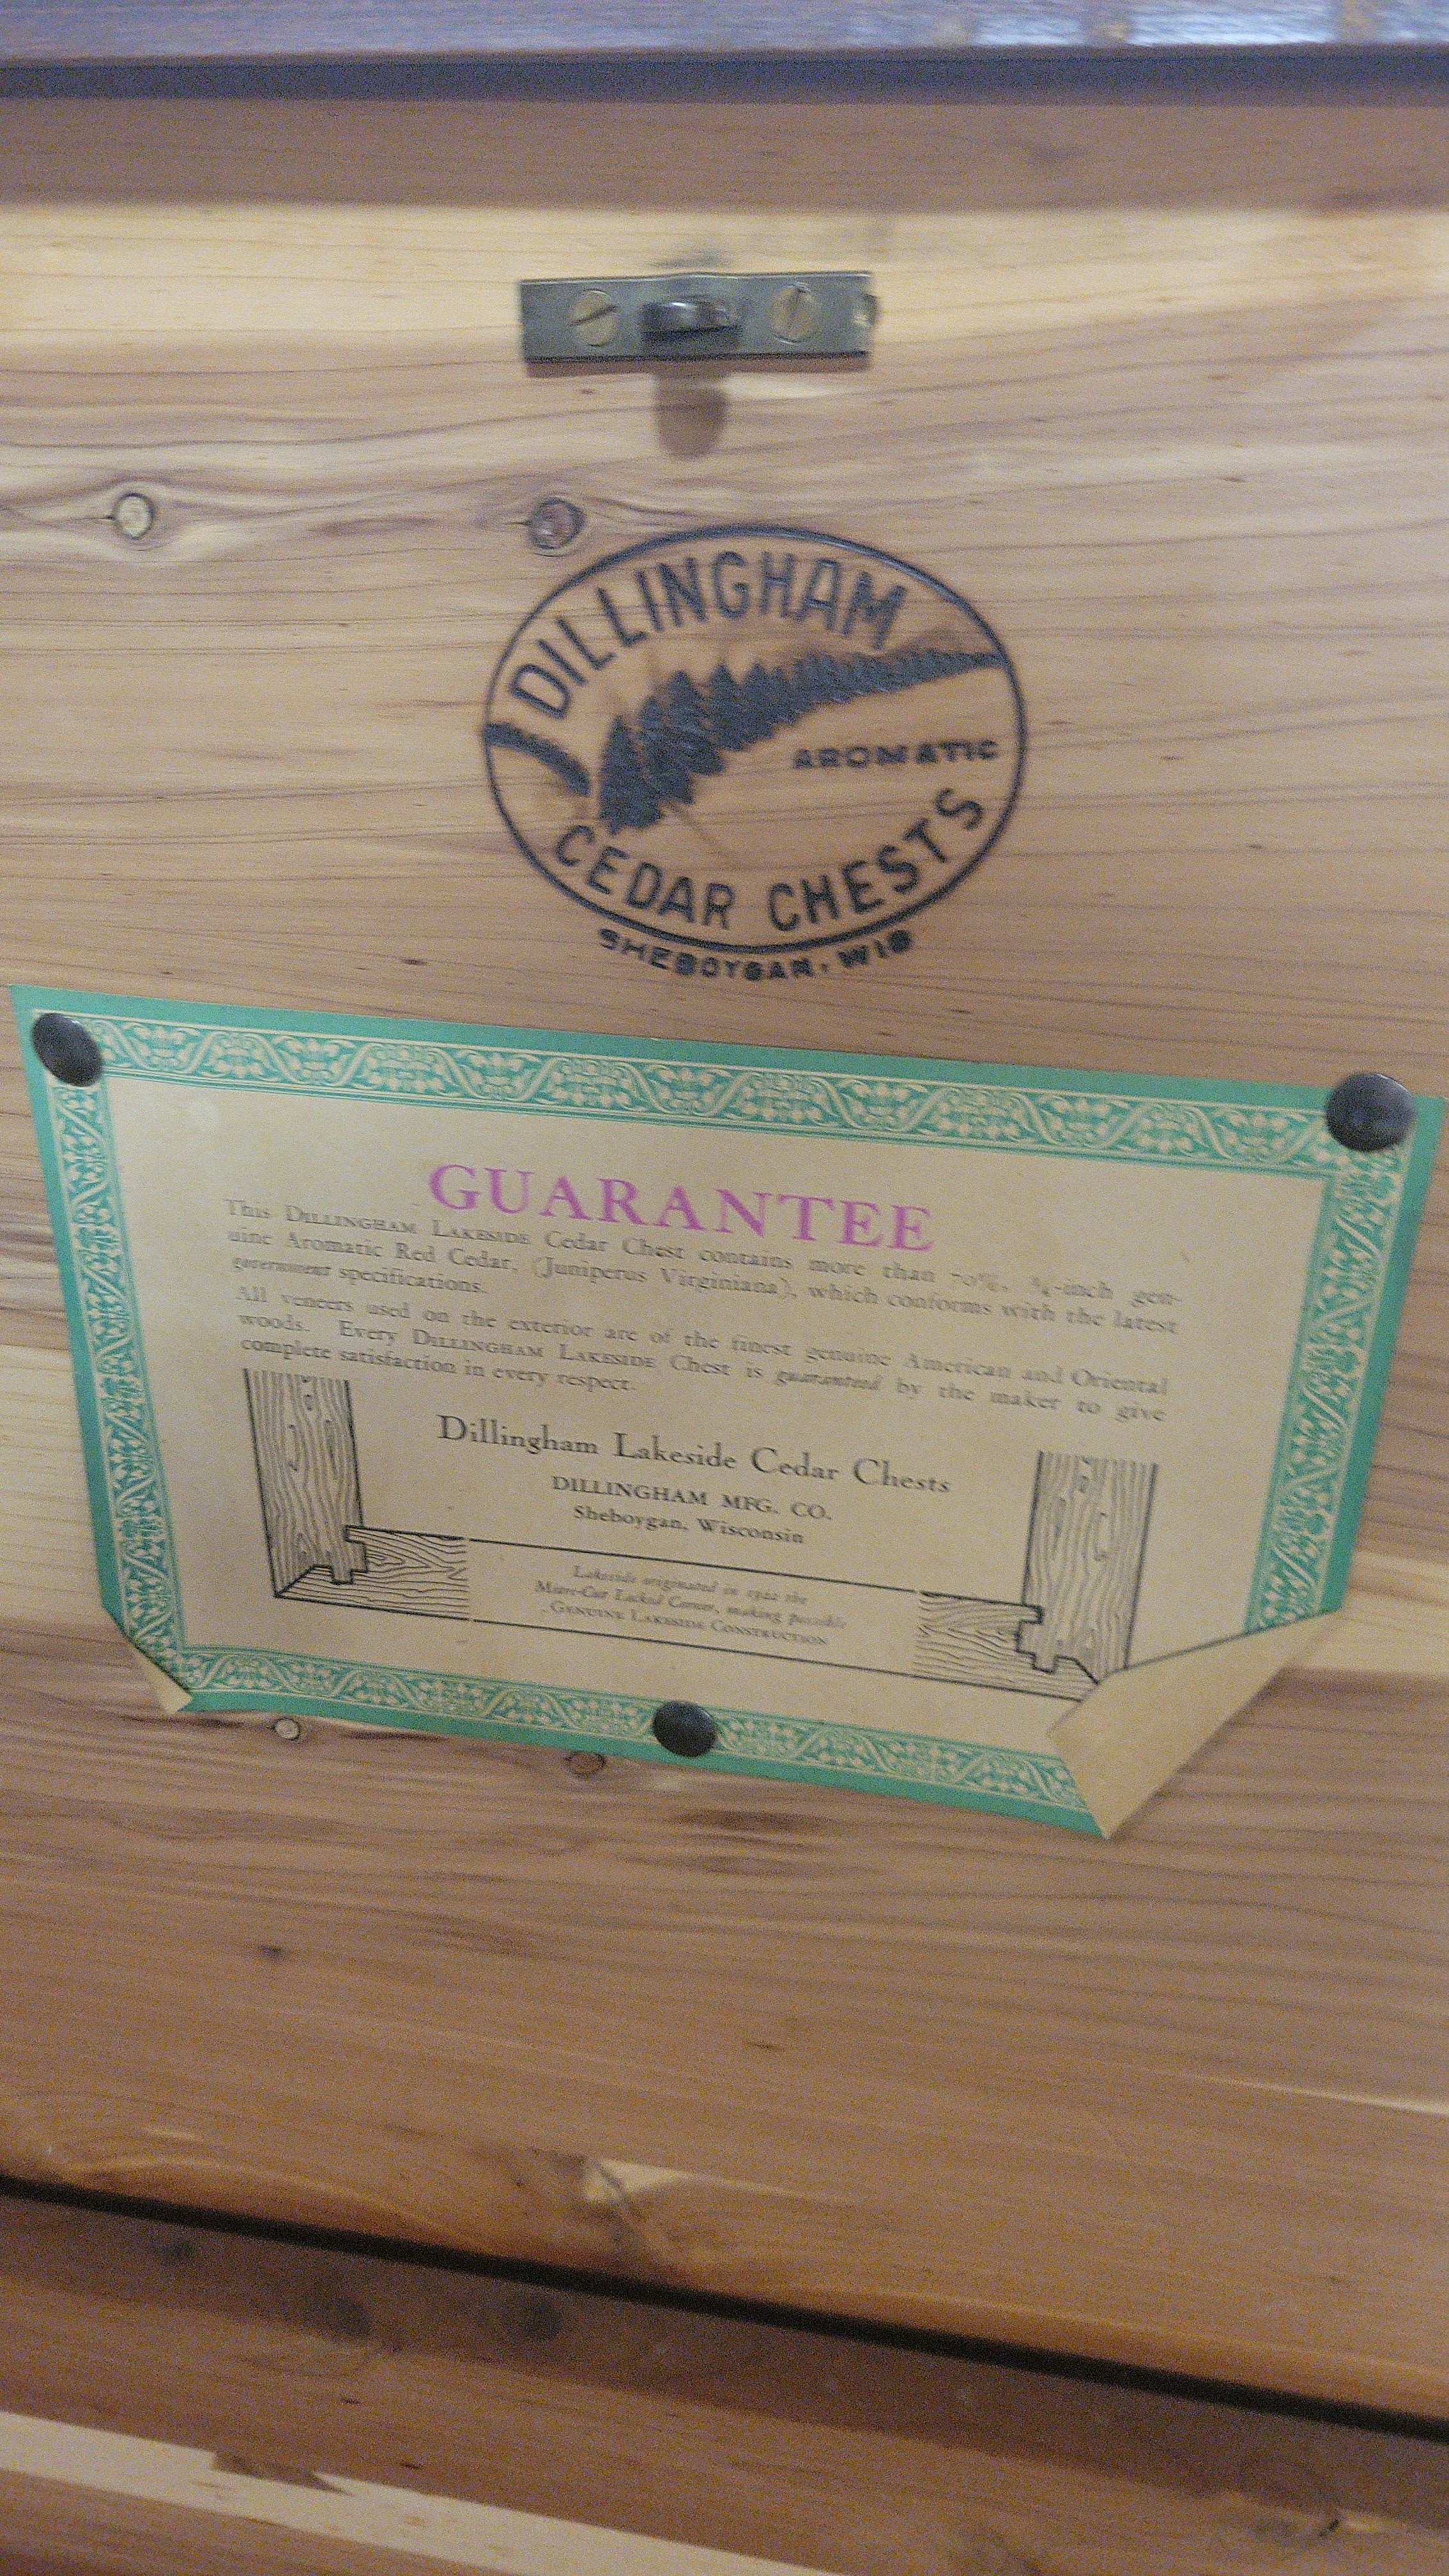 DILLINGHAM
AROMATIC
CEDAR CHESTS
SHEBOYGAN, WIS
GUARANTEE
This DILLINGHAM LAKESIDE Cedar Chest contains more than 70%, ¾-inch gen-
uine Aromatic Red Cedar, (Juniperus Virginiana), which conforms with the latest
government specifications.
All veneers used on the exterior are of the finest genuine American and Oriental
woods. Every DILLINGHAM LAKESIDE Chest is guaranteed by the maker to give
complete satisfaction in every respect.
Dillingham Lakeside Cedar Chests
DILLINGHAM MFG. CO.
Sheboygan, Wisconsin
Lakeside originated in 1922 the
Mitre-Cut Locked Corner, making possible
GENUINE LAKESIDE CONSTRUCTION